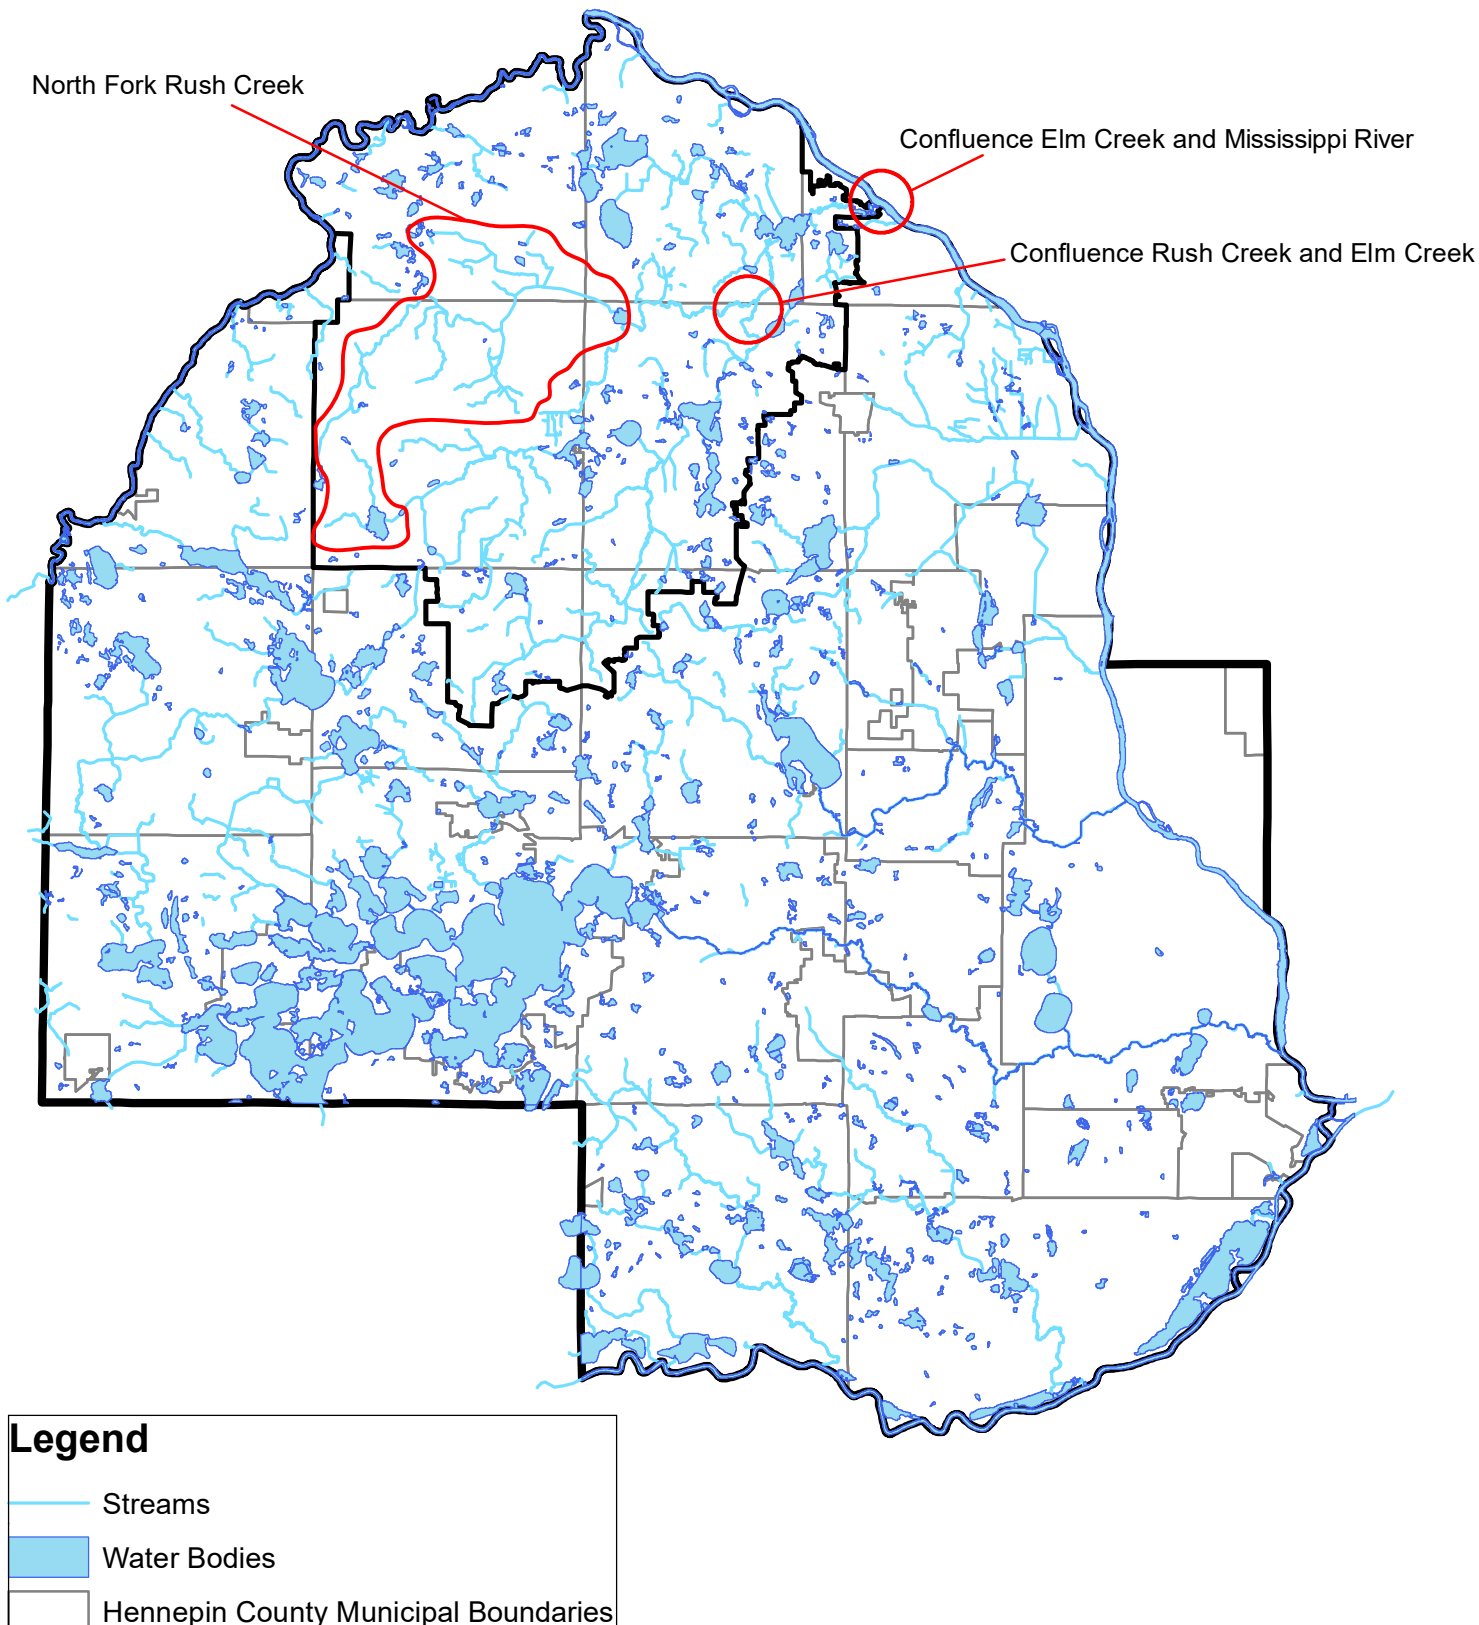 North Fork Rush Creek
Confluence Elm Creek and Mississippi River
Confluence Rush Creek and Elm Creek
Legend
Streams
Water Bodies
Hennepin County Municipal Boundaries